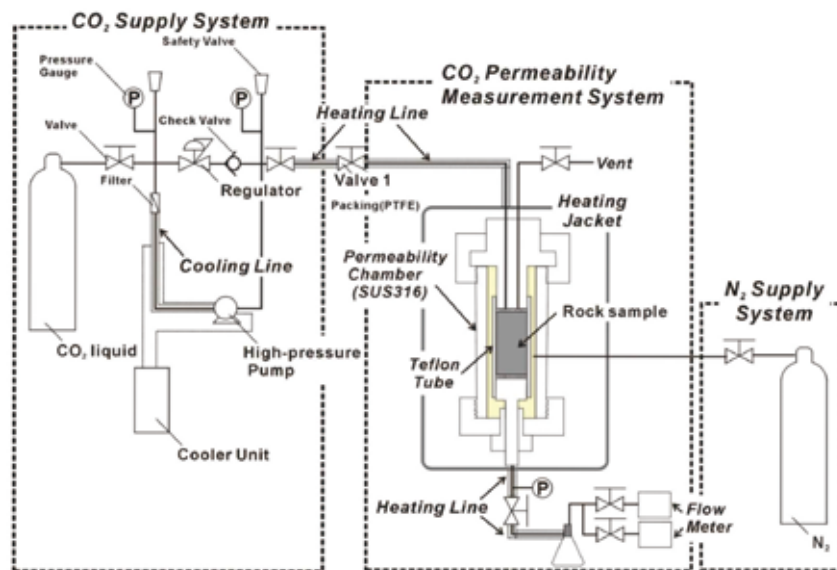 CO₂ Supply System
Safety Valve
Pressure
Gauge
P
P
Valve
Check Valve
Filter
Regulator
Cooling Line
CO₂ liquid
High-pressure
Pump
Cooler Unit
CO₂ Permeability
Measurement System
Heating Line
Valve 1
Vent
Packing(PTFE)
Heating
Jacket
Permeability
Chamber
(SUS316)
Rock sample
Teflon
Tube
P
Heating Line
Flow
Meter
N₂ Supply
System
N₂